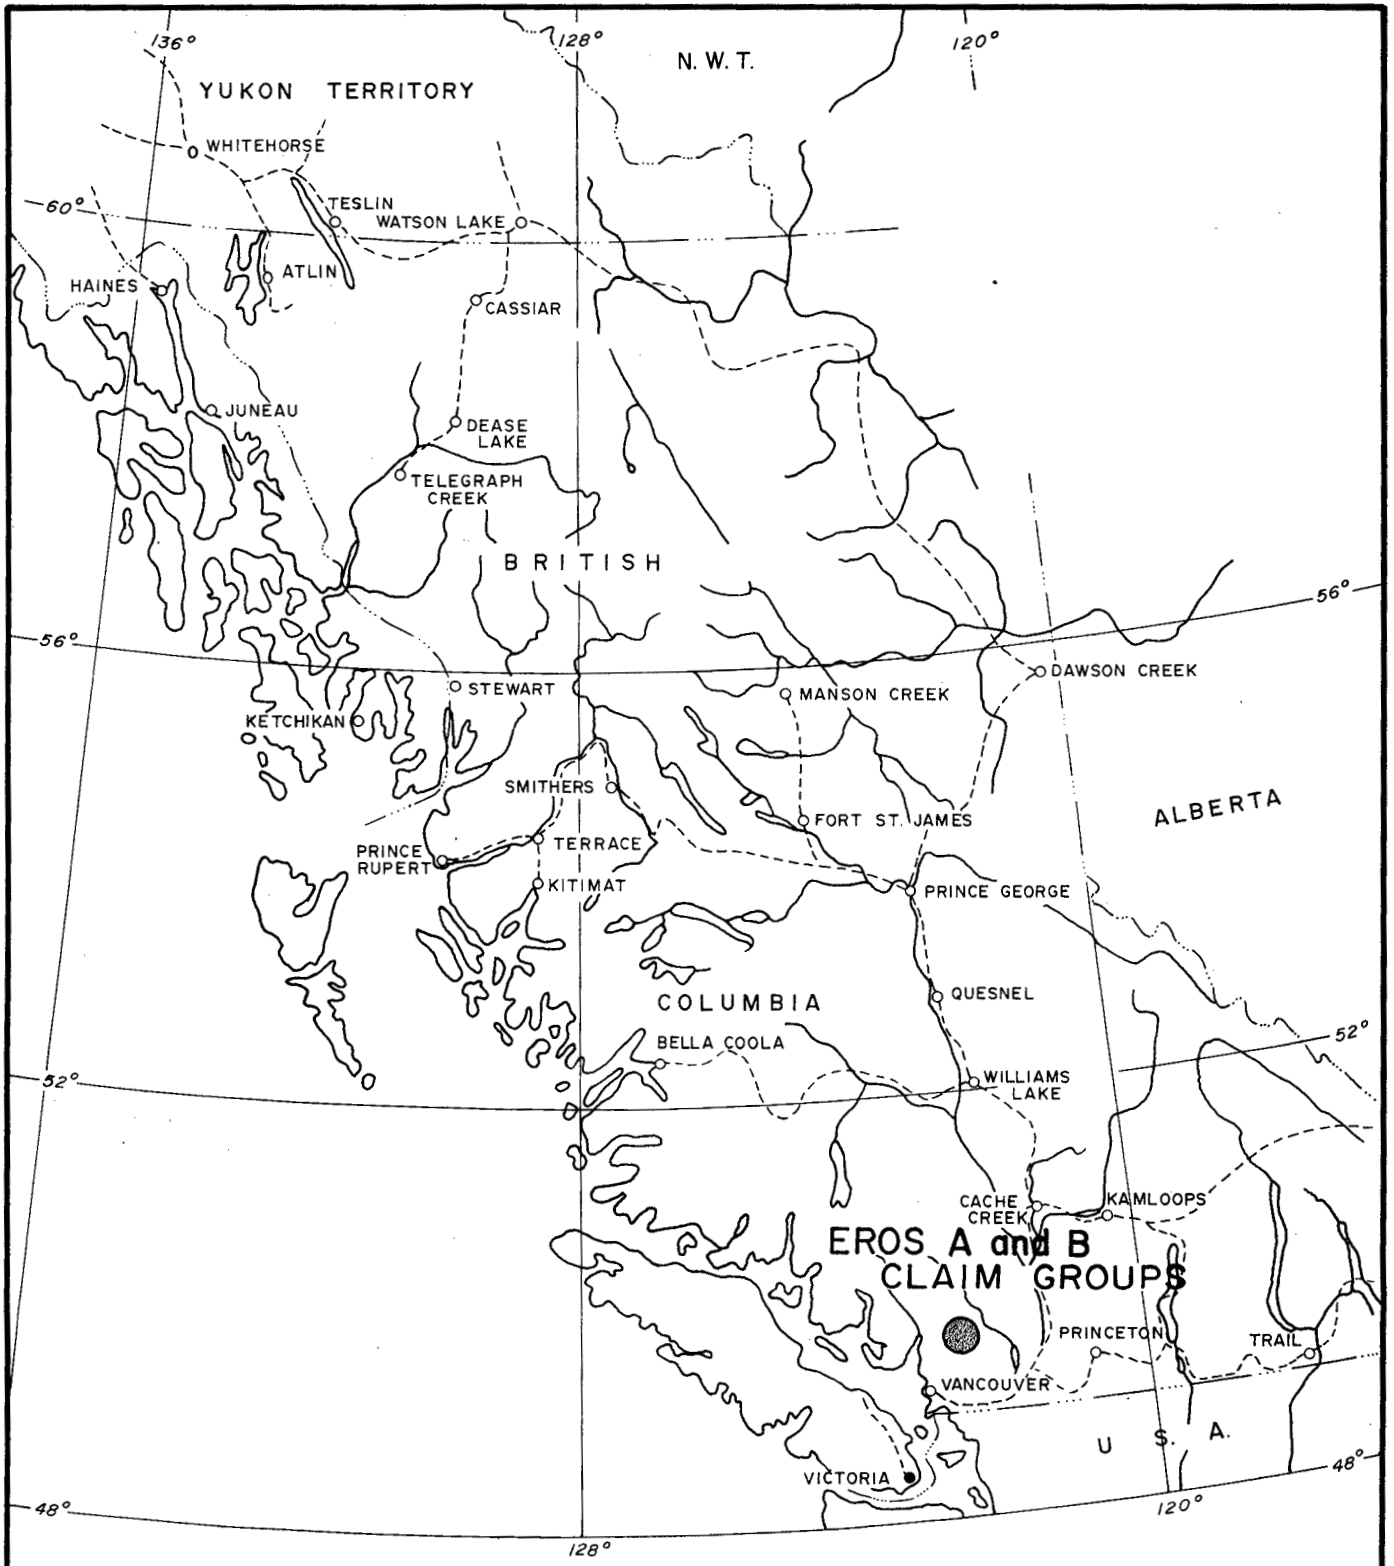 136°
128°
120°
N. W. T.
YUKON TERRITORY
WHITEHORSE
60°
TESLIN
WATSON LAKE
ATLIN
HAINES
CASSIAR
JUNEAU
DEASE
LAKE
TELEGRAPH
CREEK
BRITISH
56°
56°
DAWSON CREEK
STEWART
MANSON CREEK
KETCHIKAN
SMITHERS
ALBERTA
FORT ST. JAMES
TERRACE
PRINCE
RUPERT
KITIMAT
PRINCE GEORGE
QUESNEL
COLUMBIA
52°
BELLA COOLA
52°
WILLIAMS
LAKE
CACHE
CREEK
KAMLOOPS
EROS A and B
CLAIM GROUPS
PRINCETON
TRAIL
VANCOUVER
U. S. A.
VICTORIA
48°
48°
120°
128°